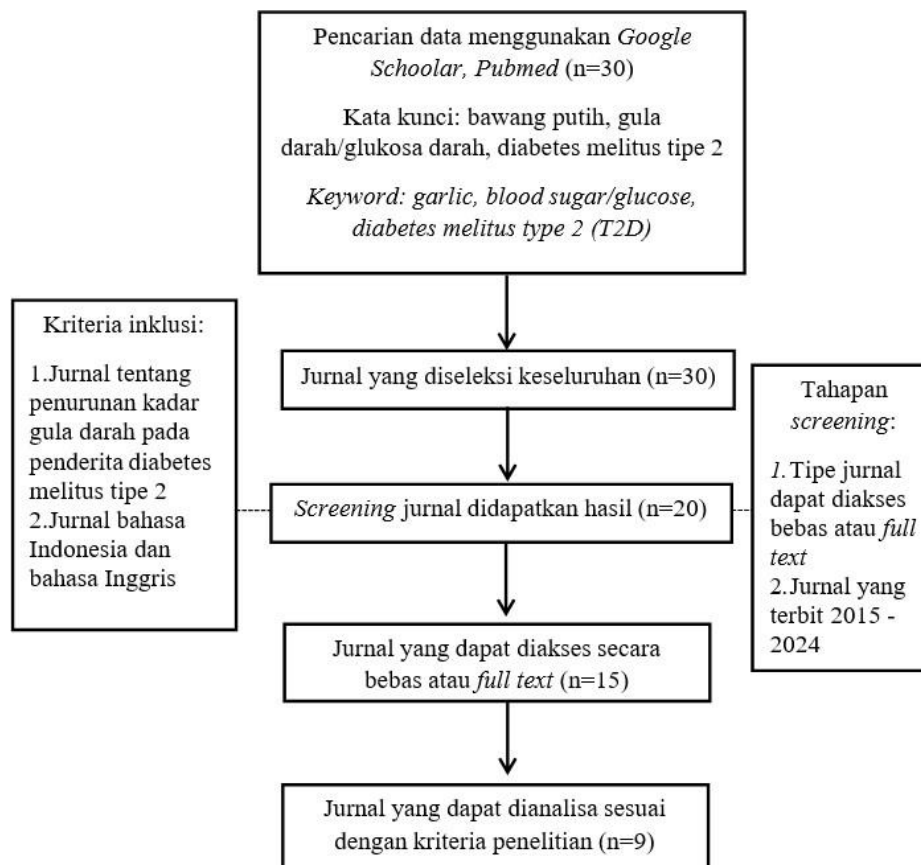 Pencarian data menggunakan Google
Schoolar, Pubmed (n=30)
Kata kunci: bawang putih, gula
darah/glukosa darah, diabetes melitus tipe 2
Keyword: garlic, blood sugar/glucose,
diabetes melitus type 2 (T2D)
Kriteria inklusi:
1.Jurnal tentang
penurunan kadar
gula darah pada
penderita diabetes
melitus tipe 2
2.Jurnal bahasa
Indonesia dan
bahasa Inggris
Jurnal yang diseleksi keseluruhan (n=30)
Screening jurnal didapatkan hasil (n=20)
Tahapan
screening:
1.Tipe jurnal
dapat diakses
bebas atau full
text
2.Jurnal yang
terbit 2015 -
2024
Jurnal yang dapat diakses secara
bebas atau full text (n=15)
Jurnal yang dapat dianalisa sesuai
dengan kriteria penelitian (n=9)